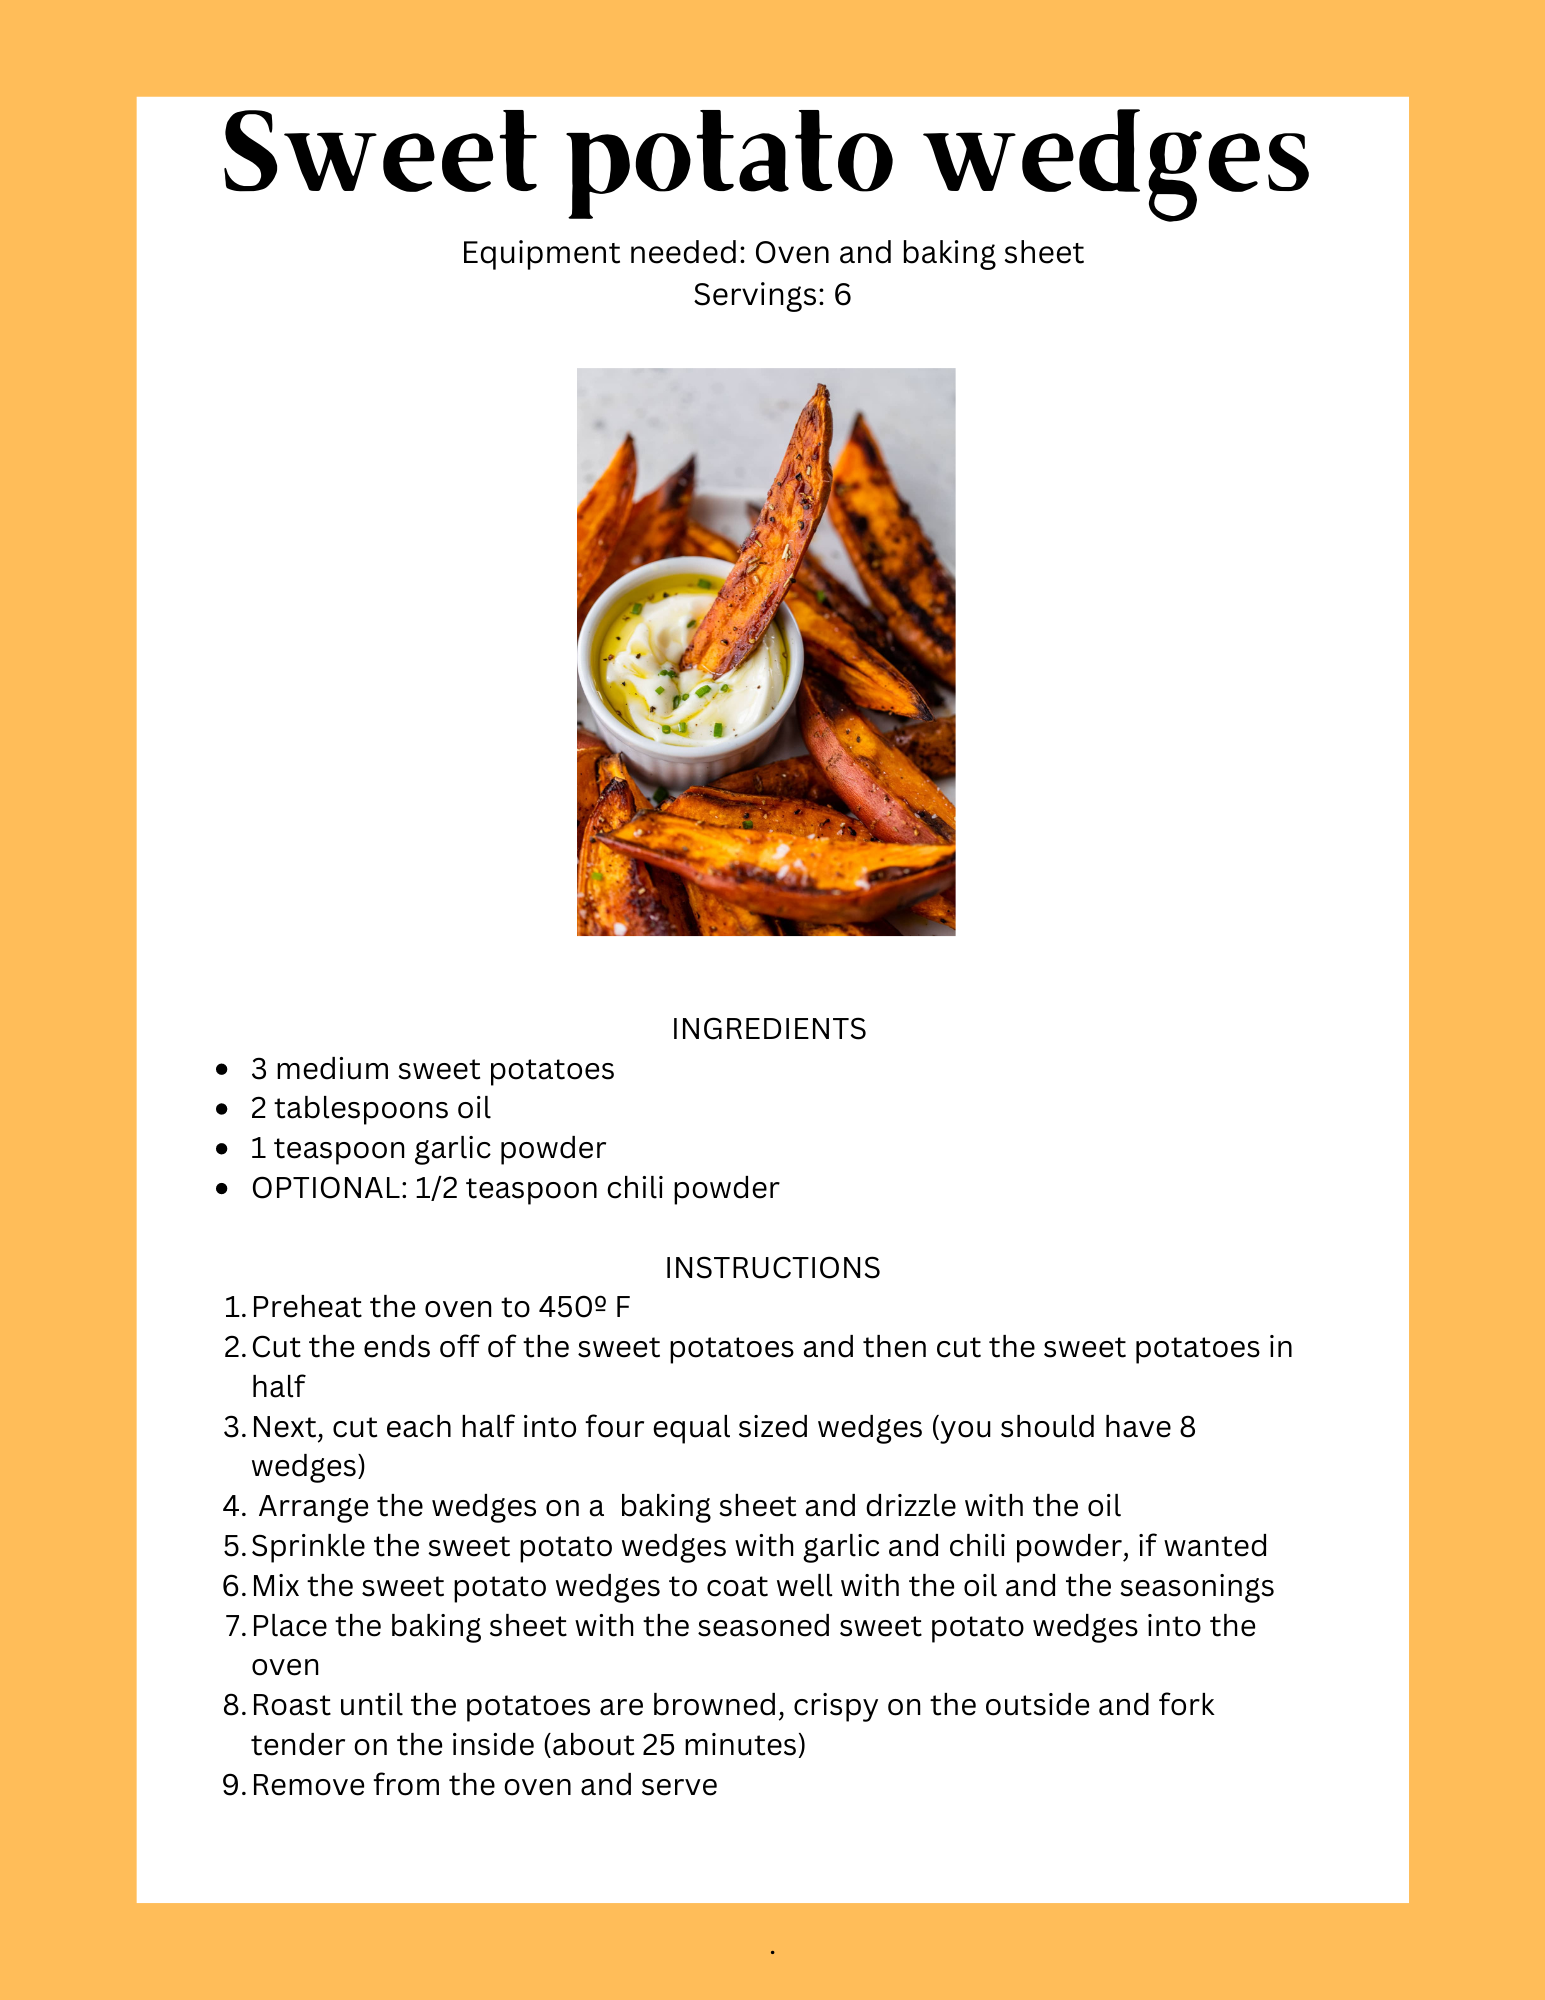 Sweet potato wedges
Equipment needed: Oven and baking sheet
Servings: 6
INGREDIENTS
• 3 medium sweet potatoes
• 2 tablespoons oil
• 1 teaspoon garlic powder
• OPTIONAL: 1/2 teaspoon chili powder
INSTRUCTIONS
1. Preheat the oven to 450º F
2. Cut the ends off of the sweet potatoes and then cut the sweet potatoes in
half
3. Next, cut each half into four equal sized wedges (you should have 8
wedges)
4. Arrange the wedges on a  baking sheet and drizzle with the oil
5. Sprinkle the sweet potato wedges with garlic and chili powder, if wanted
6. Mix the sweet potato wedges to coat well with the oil and the seasonings
7. Place the baking sheet with the seasoned sweet potato wedges into the
oven
8. Roast until the potatoes are browned, crispy on the outside and fork
tender on the inside (about 25 minutes)
9. Remove from the oven and serve
.